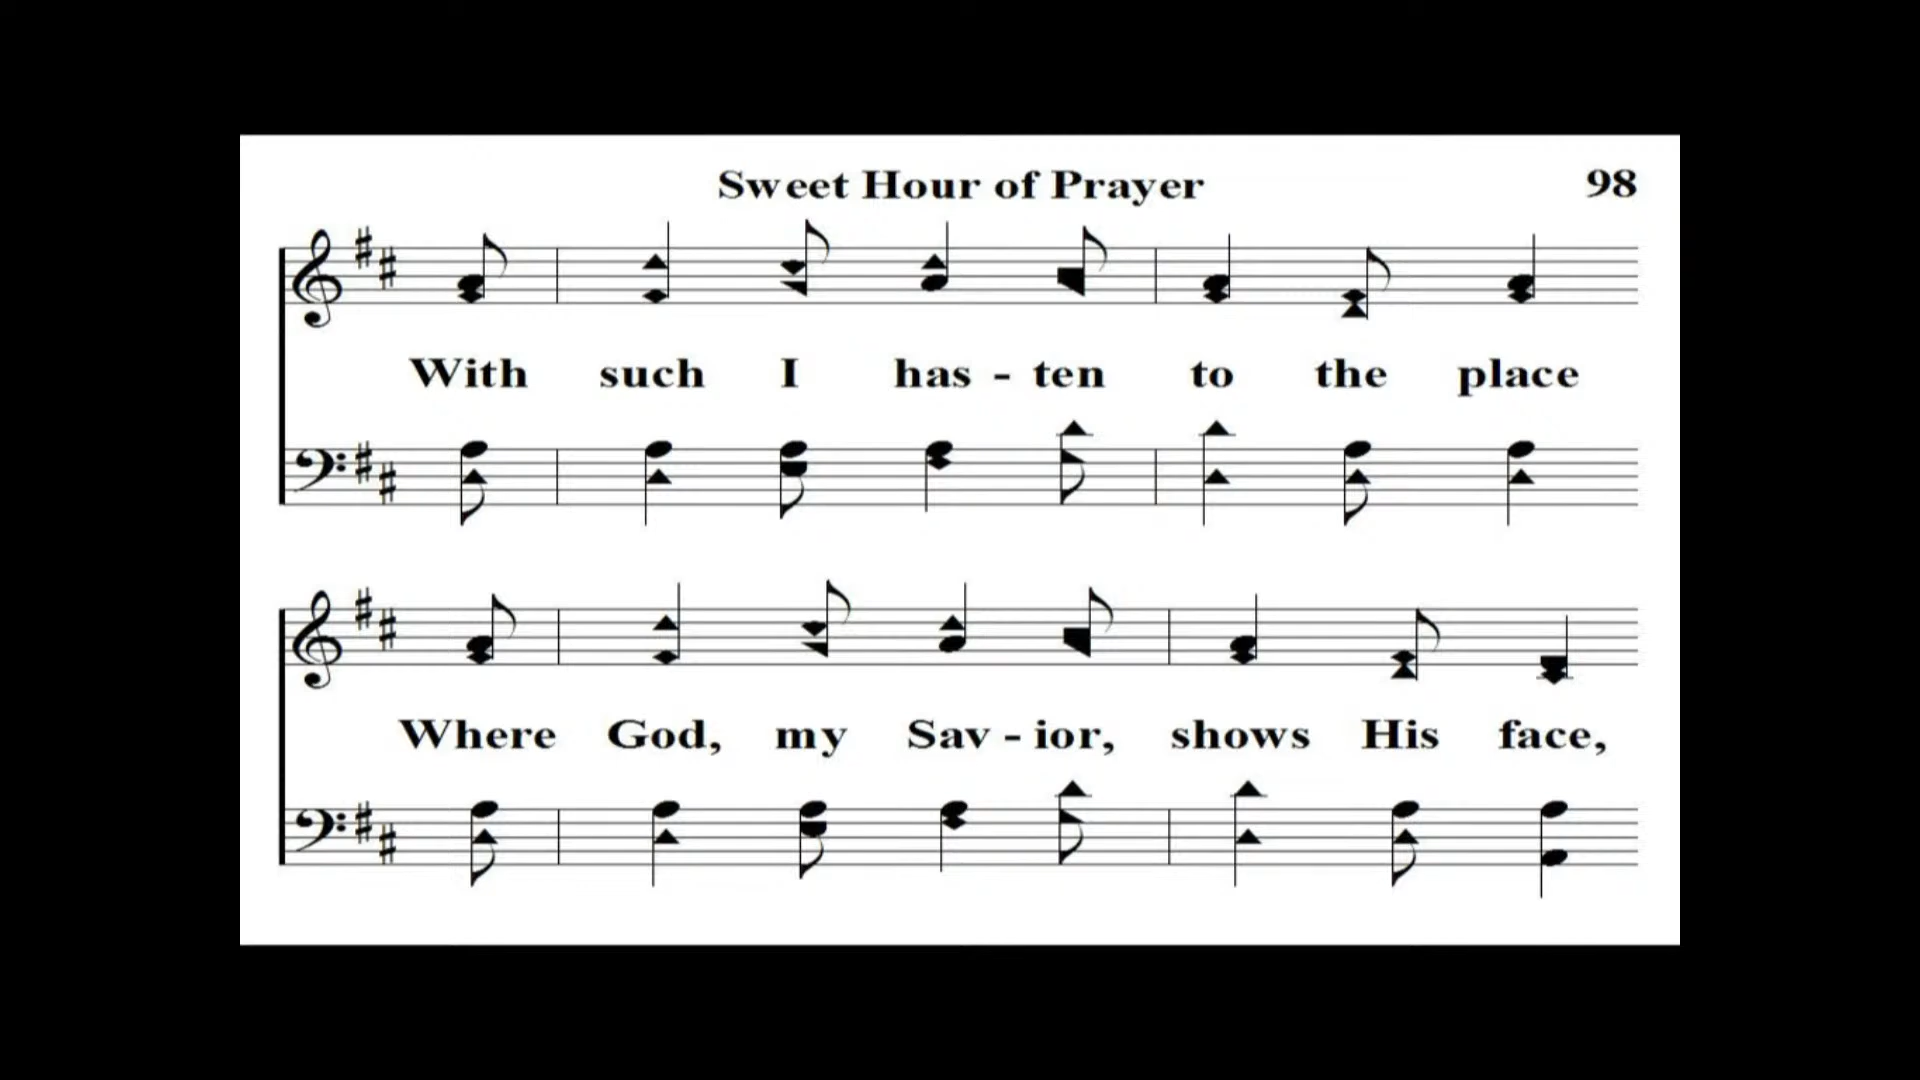 Sweet Hour of Prayer 98
With such I has - ten to the place
Where God, my Sav - ior, shows His face,